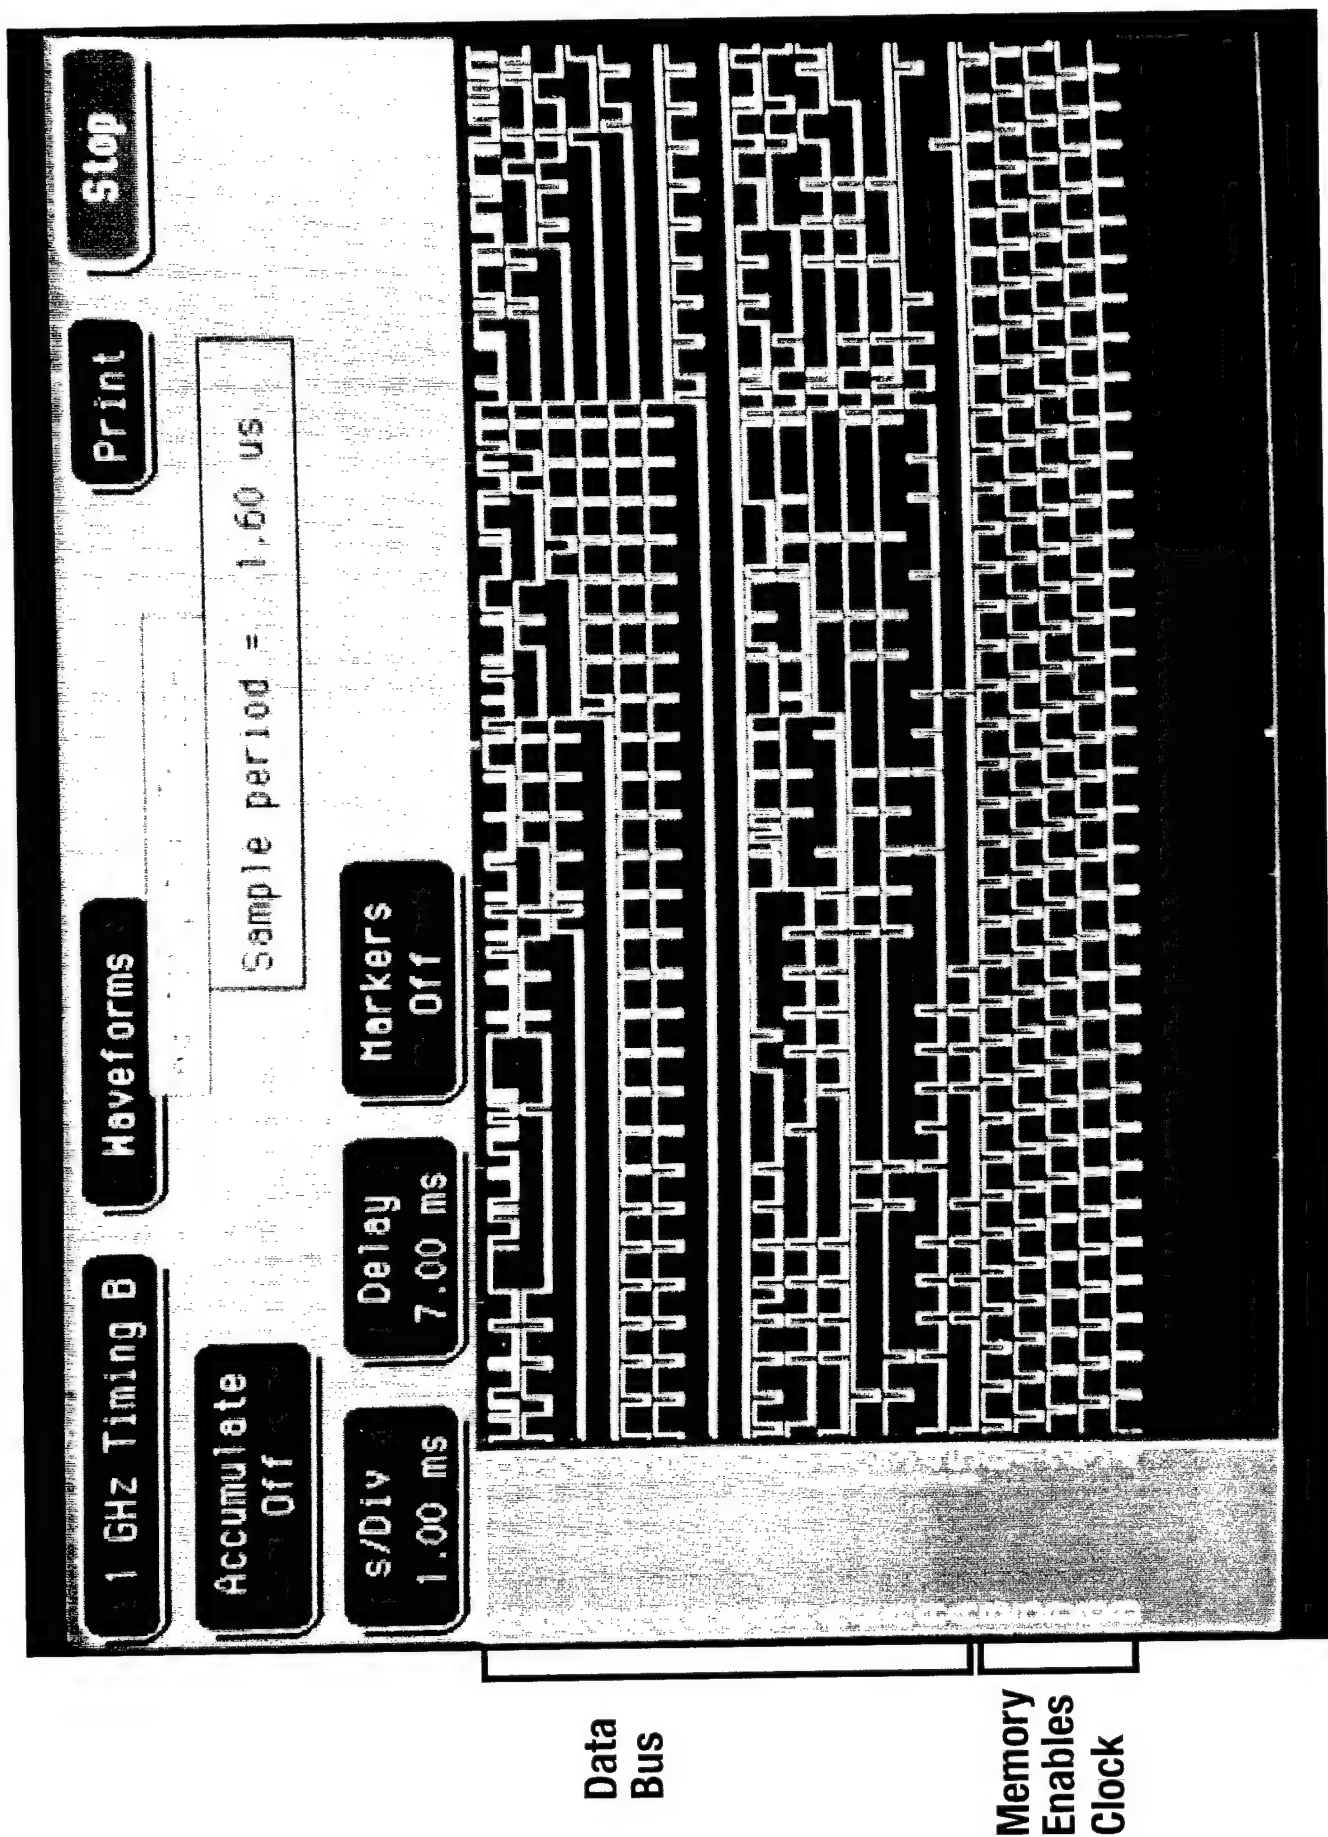 1 GHz Timing B
Waveforms
Print
Stop
Accumulate
Off
Sample period = 1.60 us
s/Div
1.00 ms
Delay
7.00 ms
Markers
Off
Data
Bus
Memory
Enables
Clock